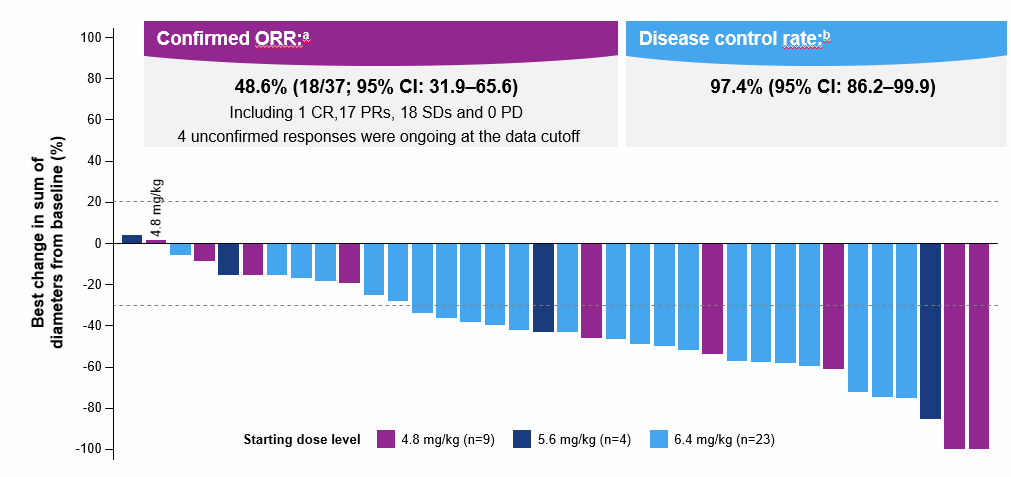 Confirmed ORR:a
Disease control rate:b
48.6% (18/37; 95% CI: 31.9–65.6)
Including 1 CR,17 PRs, 18 SDs and 0 PD
4 unconfirmed responses were ongoing at the data cutoff
97.4% (95% CI: 86.2–99.9)
Best change in sum of
diameters from baseline (%)
100
80
60
40
20
0
-20
-40
-60
-80
-100
4.8 mg/kg
Starting dose level
4.8 mg/kg (n=9)
5.6 mg/kg (n=4)
6.4 mg/kg (n=23)